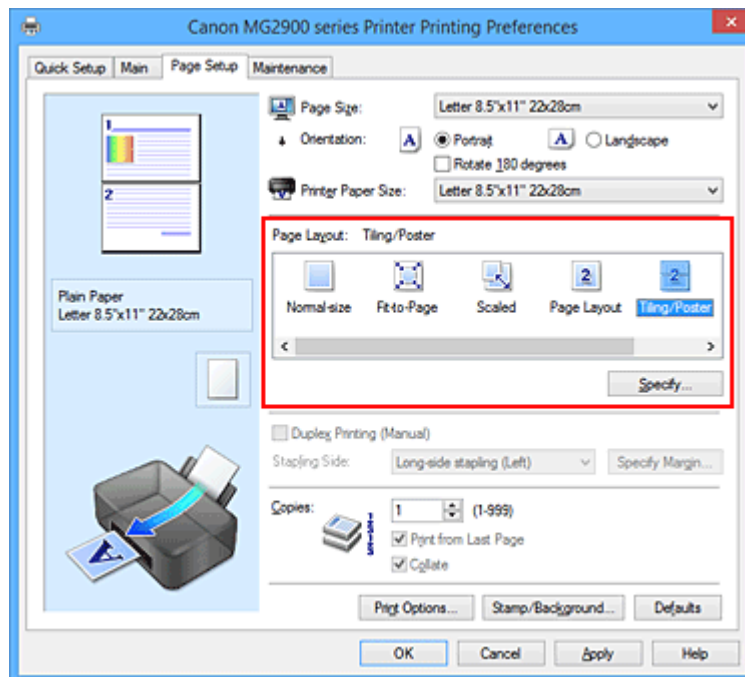 Canon MG2900 series Printer Printing Preferences
Quick Setup Main Page Setup Maintenance
1
2
Plain Paper
Letter 8.5"x11" 22x28cm
Page Size: Letter 8.5"x11" 22x28cm
Orientation: A Portrait A Landscape
Rotate 180 degrees
Printer Paper Size: Letter 8.5"x11" 22x28cm
Page Layout: Tiling/Poster
2 2
Normal-size Fit-to-Page Scaled Page Layout Tiling/Poster
Specify...
Duplex Printing (Manual)
Stapling Side: Long-side stapling (Left) Specify Margin...
Copies: 1 (1-999)
Print from Last Page
Collate
A
Print Options... Stamp/Background... Defaults
OK Cancel Apply Help